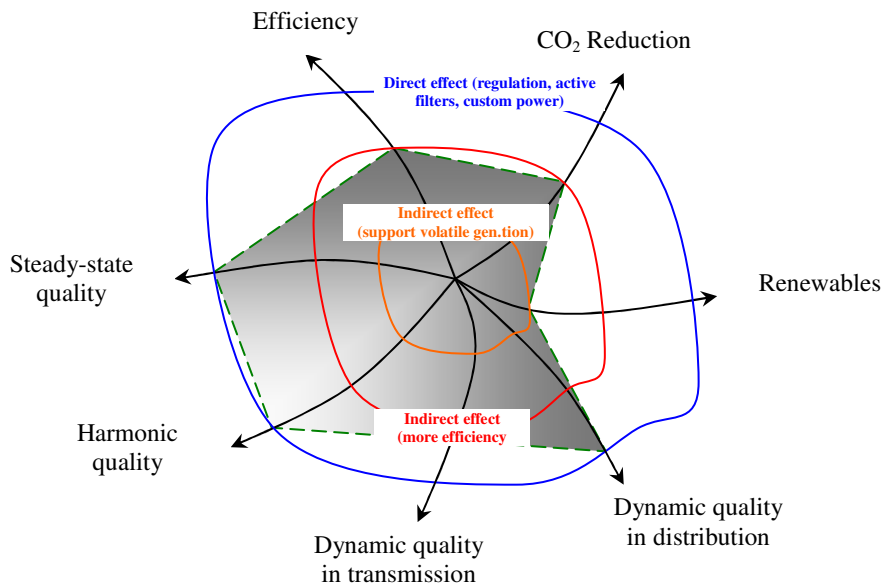 Efficiency
CO₂ Reduction
Direct effect (regulation, active
filters, custom power)
Indirect effect
(support volatile gen.tion)
Steady-state
quality
Renewables
Harmonic
quality
Indirect effect
(more efficiency
Dynamic quality
in distribution
Dynamic quality
in transmission